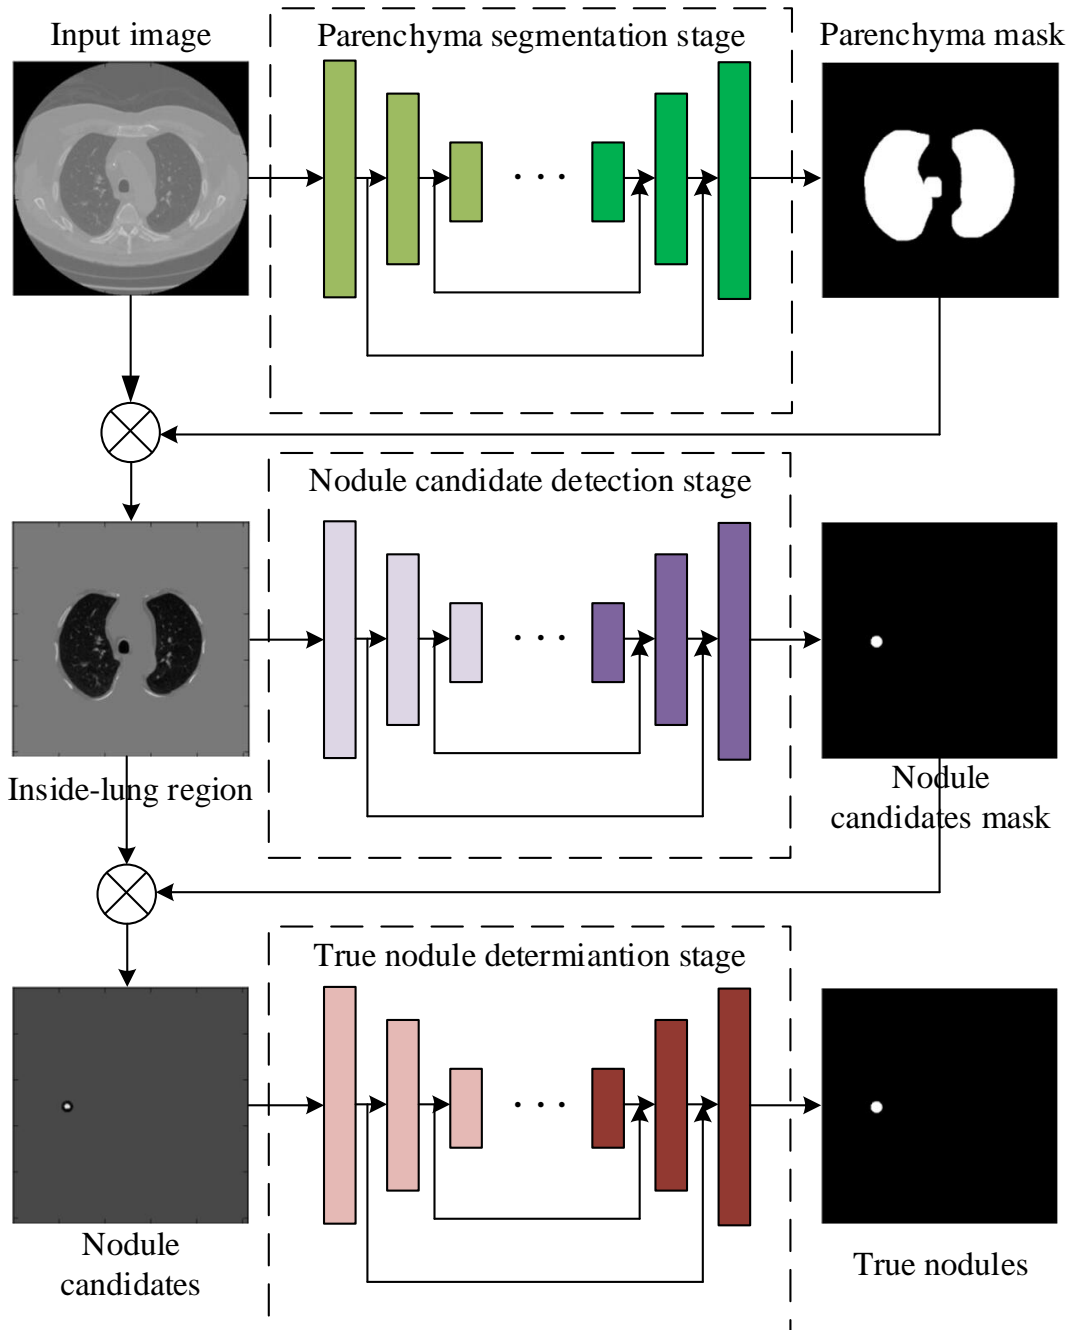 Input image
Parenchyma segmentation stage
Parenchyma mask
Nodule candidate detection stage
Inside-lung region
Nodule
candidates mask
True nodule determiantion stage
Nodule
candidates
True nodules